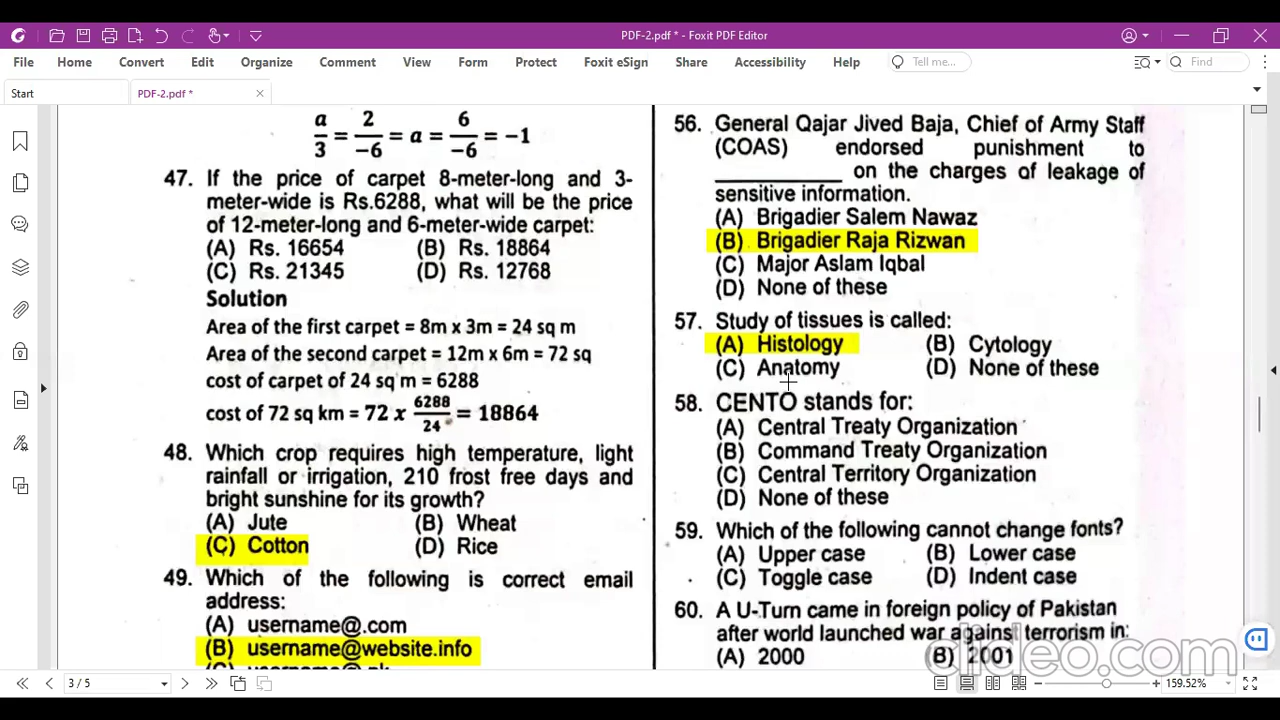 PDF-2.pdf * - Foxit PDF Editor
File Home Convert Edit Organize Comment View Form Protect Foxit eSign Share Accessibility Help Tell me... Find
Start PDF-2.pdf *
a/3 = 2/-6 = a = 6/-6 = -1
47. If the price of carpet 8-meter-long and 3-
meter-wide is Rs.6288, what will be the price
of 12-meter-long and 6-meter-wide carpet:
(A) Rs. 16654 (B) Rs. 18864
(C) Rs. 21345 (D) Rs. 12768
Solution
Area of the first carpet = 8m x 3m = 24 sq m
Area of the second carpet = 12m x 6m = 72 sq
cost of carpet of 24 sq m = 6288
cost of 72 sq km = 72 x 6288/24 = 18864
48. Which crop requires high temperature, light
rainfall or irrigation, 210 frost free days and
bright sunshine for its growth?
(A) Jute (B) Wheat
(C) Cotton (D) Rice
49. Which of the following is correct email
address:
(A) username@.com
(B) username@website.info
56. General Qajar Jived Baja, Chief of Army Staff
(COAS) endorsed punishment to
____________ on the charges of leakage of
sensitive information.
(A) Brigadier Salem Nawaz
(B) Brigadier Raja Rizwan
(C) Major Aslam Iqbal
(D) None of these
57. Study of tissues is called:
(A) Histology (B) Cytology
(C) Anatomy (D) None of these
58. CENTO stands for:
(A) Central Treaty Organization
(B) Command Treaty Organization
(C) Central Territory Organization
(D) None of these
59. Which of the following cannot change fonts?
(A) Upper case (B) Lower case
(C) Toggle case (D) Indent case
60. A U-Turn came in foreign policy of Pakistan
after world launched war against terrorism in:
(A) 2000 (B) 2001
clideo.com
3 / 5 159.52%